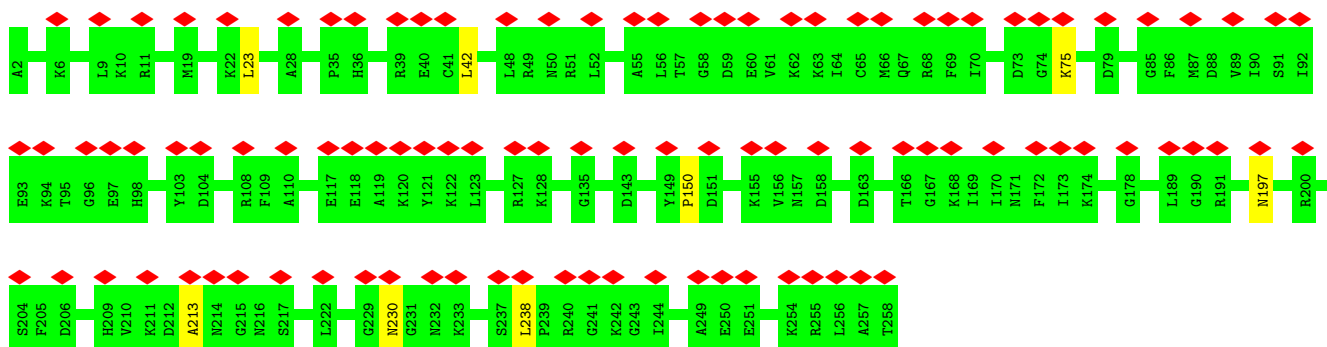 A2 K6 L9 K10 R11 M19 K22 L23 A28 P35 H36 R39 E40 C41 L42 L48 R49 N50 R51 L52 A55 L56 T57 G58 D59 E60 V61 K62 K63 I64 C65 M66 Q67 R68 F69 I70 D73 G74 K75 D79 G85 F86 M87 D88 V89 I90 S91 I92
E93 K94 T95 G96 E97 H98 Y103 D104 R108 F109 A110 E117 E118 A119 K120 Y121 K122 L123 R127 K128 G135 D143 Y149 P150 D151 K155 V156 N157 D158 D163 T166 G167 K168 I169 I170 N171 F172 I173 K174 G178 L189 G190 R191 N197 R200
S204 F205 D206 H209 V210 K211 D212 A213 N214 G215 N216 S217 L222 G229 N230 G231 N232 K233 S237 L238 P239 R240 G241 K242 G243 I244 A249 E250 E251 K254 R255 L256 A257 T258